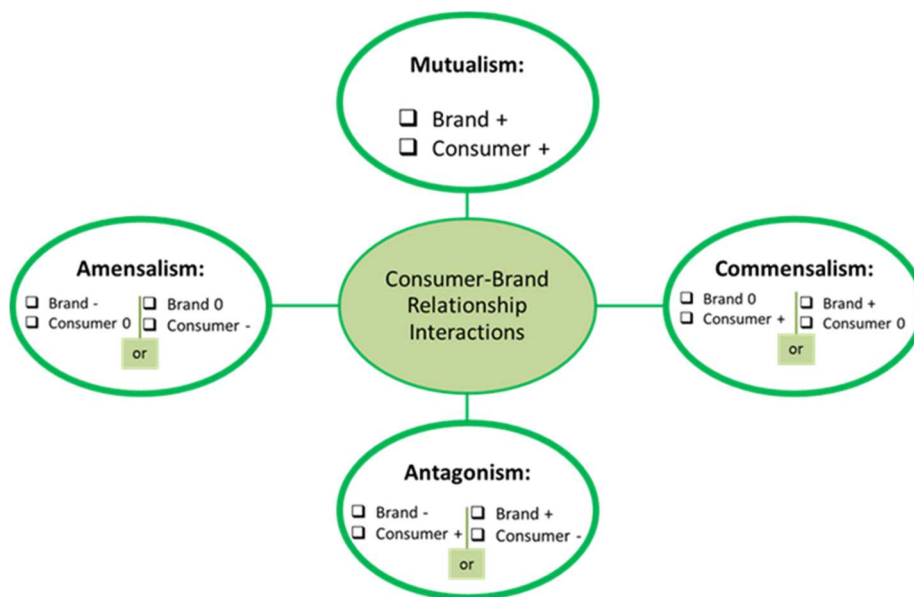 Mutualism:
❑ Brand +
❑ Consumer +
Amensalism:
❑ Brand -
❑ Consumer 0
❑ Brand 0
❑ Consumer -
or
Consumer-Brand
Relationship
Interactions
Commensalism:
❑ Brand 0
❑ Consumer +
❑ Brand +
❑ Consumer 0
or
Antagonism:
❑ Brand -
❑ Consumer +
❑ Brand +
❑ Consumer -
or